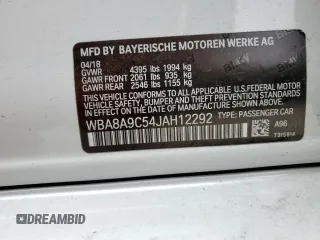 MFD BY BAYERISCHE MOTOREN WERKE AG
04/18
GVWR 4395 lbs 1994 kg
GAWR FRONT 2061 lbs 935 kg
GAWR REAR 2546 lbs 1155 kg
THIS VEHICLE CONFORMS TO ALL APPLICABLE
U.S. FEDERAL MOTOR VEHICLE SAFETY,
BUMPER, AND THEFT PREVENTION STANDARDS
IN EFFECT ON THE DATE OF MANUFACTURE
SHOWN ABOVE.
WBA8A9C54JAH12292 TYPE: PASSENGER CAR
A96
DREAMBID